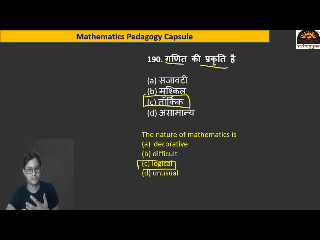 Mathematics Pedagogy Capsule
190. गणित की प्रकृति है
(a) सजावटी
(b) मुश्किल
(c) तार्किक
(d) असामान्य
The nature of mathematics is
(a) decorative
(b) difficult
(c) logical
(d) unusual